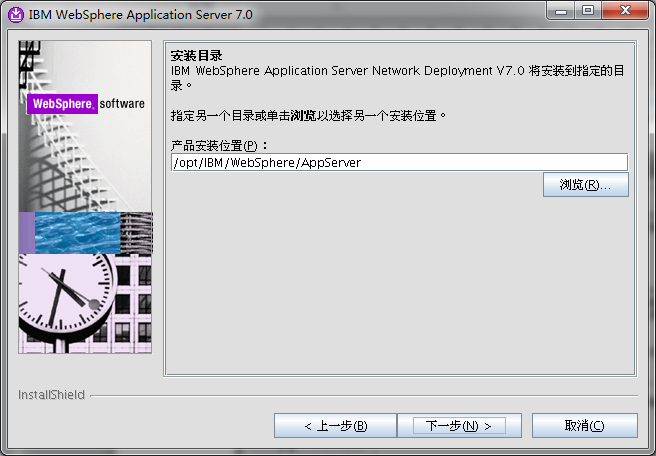 IBM WebSphere Application Server 7.0
WebSphere. software
安装目录
IBM WebSphere Application Server Network Deployment V7.0 将安装到指定的目
录。
指定另一个目录或单击浏览以选择另一个安装位置。
产品安装位置(P)：
/opt/IBM/WebSphere/AppServer
浏览(R)...
InstallShield
< 上一步(B)
下一步(N) >
取消(C)